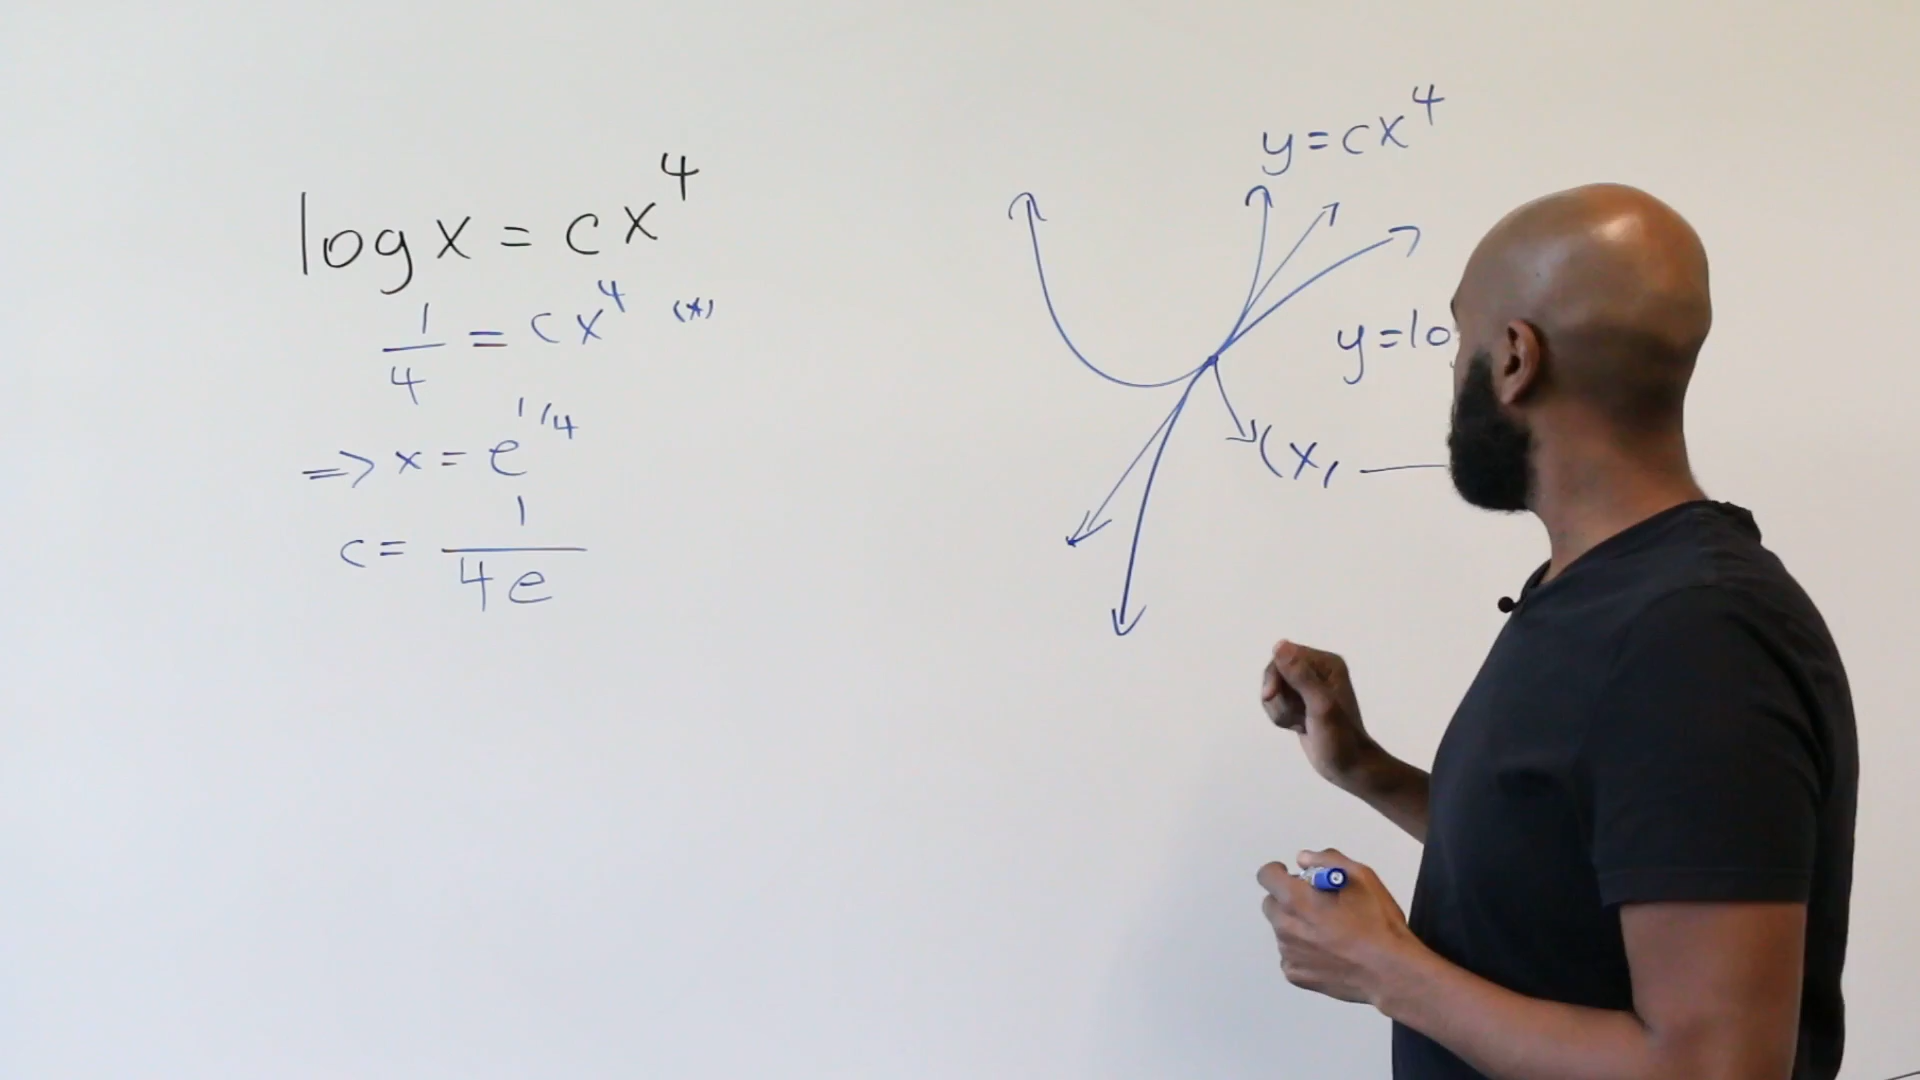 log x = cx⁴
1/4 = cx⁴ (*)
=> x = e^1/4
c = 1/4e
y = cx⁴
y = lo
(x,